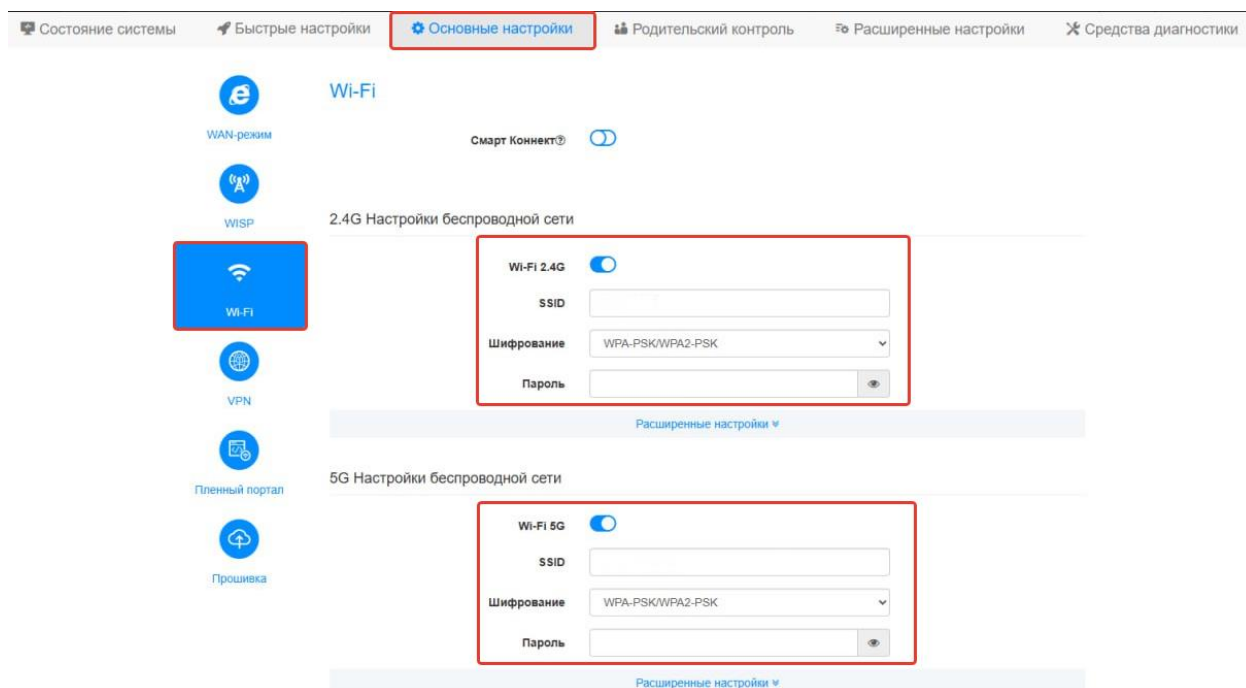 Состояние системы Быстрые настройки Основные настройки Родительский контроль Расширенные настройки Средства диагностики
WAN-режим
WISP
Wi-Fi
VPN
Пленный портал
Прошивка
Wi-Fi
Смарт Коннект
2.4G Настройки беспроводной сети
Wi-Fi 2.4G
SSID
Шифрование WPA-PSK/WPA2-PSK
Пароль
Расширенные настройки
5G Настройки беспроводной сети
Wi-Fi 5G
SSID
Шифрование WPA-PSK/WPA2-PSK
Пароль
Расширенные настройки